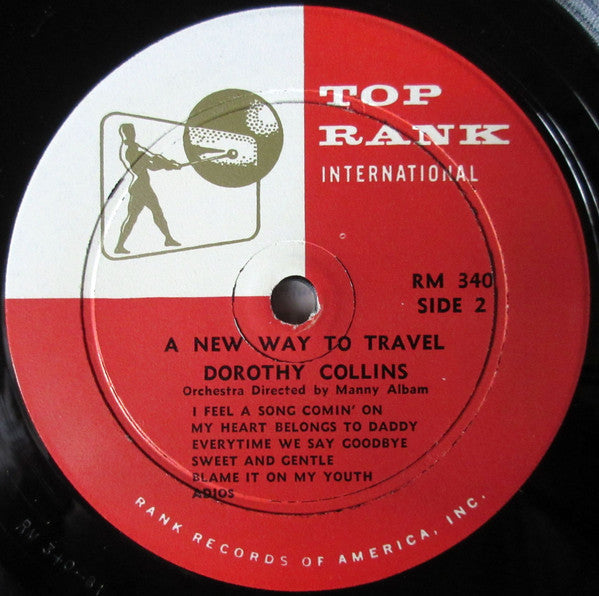 TOP
RANK
INTERNATIONAL
RM 340
SIDE 2
A NEW WAY TO TRAVEL
DOROTHY COLLINS
Orchestra Directed by Manny Albam
I FEEL A SONG COMIN' ON
MY HEART BELONGS TO DADDY
EVERYTIME WE SAY GOODBYE
SWEET AND GENTLE
BLAME IT ON MY YOUTH
ADIOS
RANK RECORDS OF AMERICA, INC.